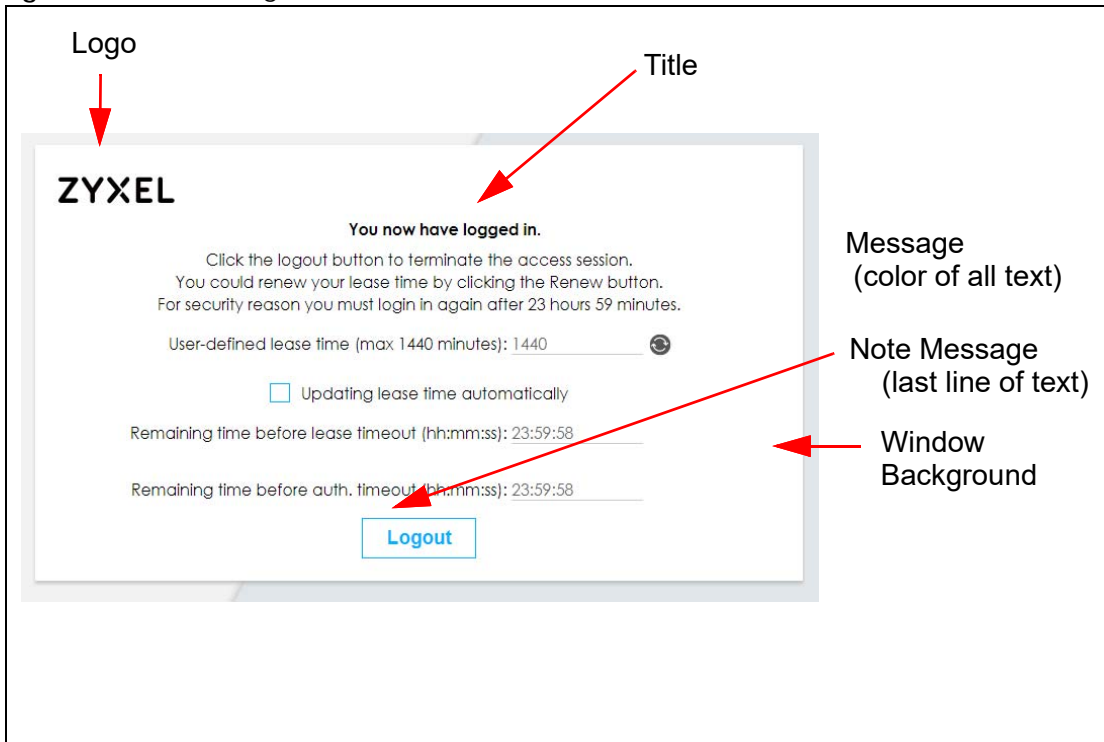 Logo
Title
ZYXEL
You now have logged in.
Click the logout button to terminate the access session.
You could renew your lease time by clicking the Renew button.
For security reason you must login in again after 23 hours 59 minutes.
Message
(color of all text)
User-defined lease time (max 1440 minutes): 1440
Note Message
(last line of text)
Updating lease time automatically
Remaining time before lease timeout (hh:mm:ss): 23:59:58
Window
Background
Remaining time before auth. timeout (hh:mm:ss): 23:59:58
Logout